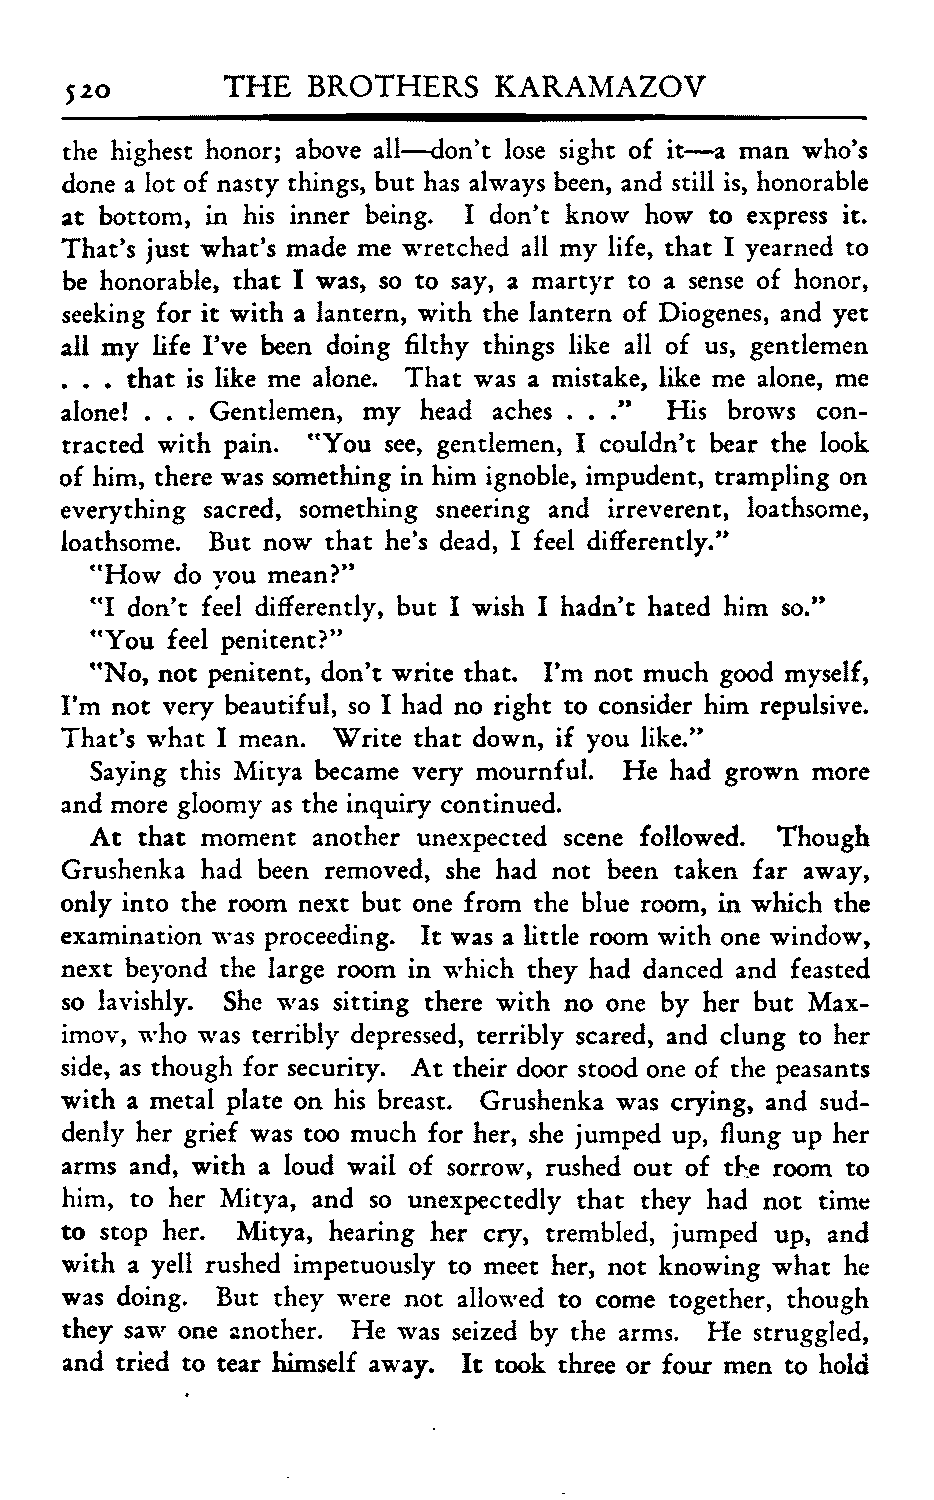 520 THE BROTHERS KARAMAZOV
the highest honor; above all—don't lose sight of it—a man who's
done a lot of nasty things, but has always been, and still is, honorable
at bottom, in his inner being. I don't know how to express it.
That's just what's made me wretched all my life, that I yearned to
be honorable, that I was, so to say, a martyr to a sense of honor,
seeking for it with a lantern, with the lantern of Diogenes, and yet
all my life I've been doing filthy things like all of us, gentlemen
. . . that is like me alone. That was a mistake, like me alone, me
alone! . . . Gentlemen, my head aches . . ." His brows con-
tracted with pain. "You see, gentlemen, I couldn't bear the look
of him, there was something in him ignoble, impudent, trampling on
everything sacred, something sneering and irreverent, loathsome,
loathsome. But now that he's dead, I feel differently."
"How do you mean?"
"I don't feel differently, but I wish I hadn't hated him so."
"You feel penitent?"
"No, not penitent, don't write that. I'm not much good myself,
I'm not very beautiful, so I had no right to consider him repulsive.
That's what I mean. Write that down, if you like."
Saying this Mitya became very mournful. He had grown more
and more gloomy as the inquiry continued.
At that moment another unexpected scene followed. Though
Grushenka had been removed, she had not been taken far away,
only into the room next but one from the blue room, in which the
examination was proceeding. It was a little room with one window,
next beyond the large room in which they had danced and feasted
so lavishly. She was sitting there with no one by her but Max-
imov, who was terribly depressed, terribly scared, and clung to her
side, as though for security. At their door stood one of the peasants
with a metal plate on his breast. Grushenka was crying, and sud-
denly her grief was too much for her, she jumped up, flung up her
arms and, with a loud wail of sorrow, rushed out of the room to
him, to her Mitya, and so unexpectedly that they had not time
to stop her. Mitya, hearing her cry, trembled, jumped up, and
with a yell rushed impetuously to meet her, not knowing what he
was doing. But they were not allowed to come together, though
they saw one another. He was seized by the arms. He struggled,
and tried to tear himself away. It took three or four men to hold